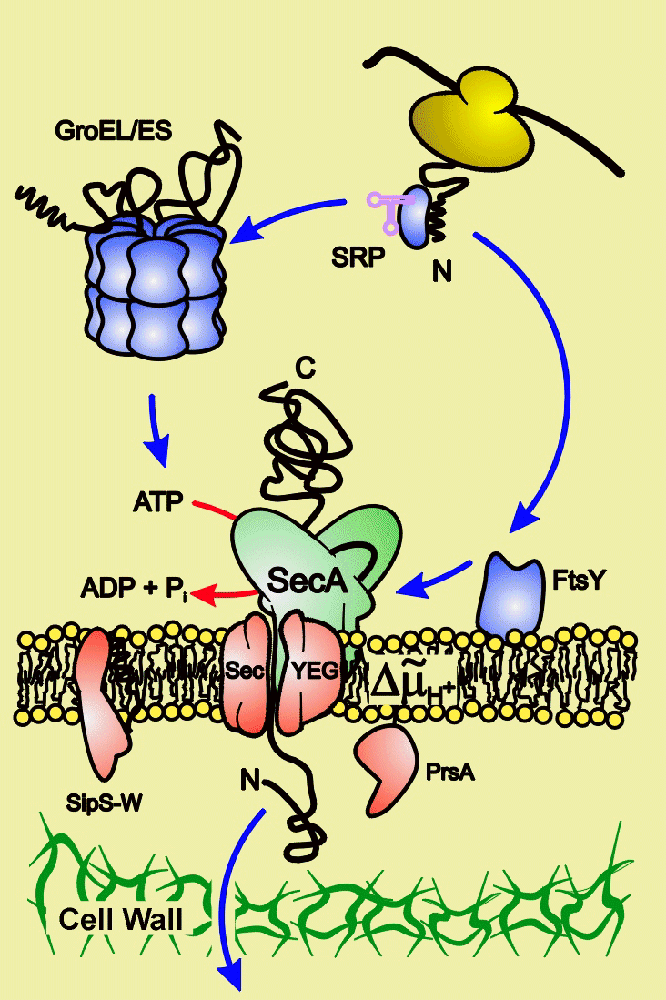 GroEL/ES
SRP
N
C
ATP
SecA
FtsY
ADP + Pi
Sec YEG
Δμ̃H+
PrsA
N
SipS-W
Cell Wall